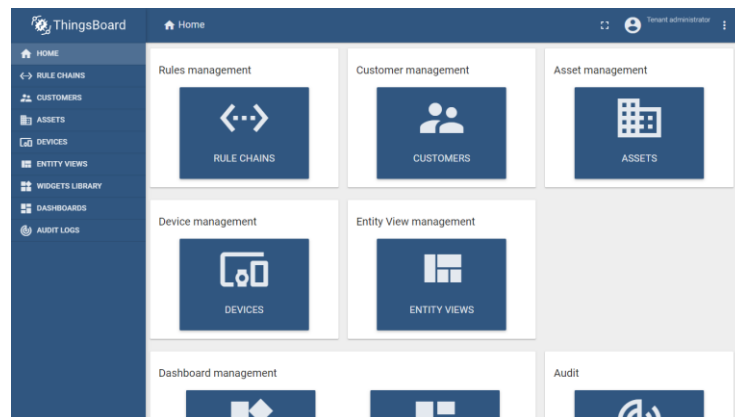 ThingsBoard
Home
Tenant administrator
HOME
RULE CHAINS
CUSTOMERS
ASSETS
DEVICES
ENTITY VIEWS
WIDGETS LIBRARY
DASHBOARDS
AUDIT LOGS
Rules management
Customer management
Asset management
RULE CHAINS
CUSTOMERS
ASSETS
Device management
Entity View management
DEVICES
ENTITY VIEWS
Dashboard management
Audit